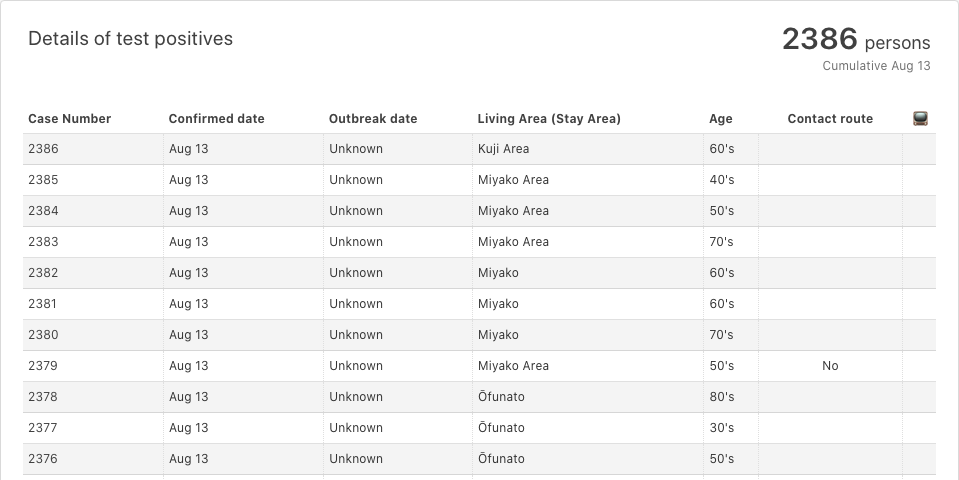 Details of test positives
2386 persons
Cumulative Aug 13
Case Number Confirmed date Outbreak date Living Area (Stay Area) Age Contact route
2386 Aug 13 Unknown Kuji Area 60's
2385 Aug 13 Unknown Miyako Area 40's
2384 Aug 13 Unknown Miyako Area 50's
2383 Aug 13 Unknown Miyako Area 70's
2382 Aug 13 Unknown Miyako 60's
2381 Aug 13 Unknown Miyako 60's
2380 Aug 13 Unknown Miyako 70's
2379 Aug 13 Unknown Miyako Area 50's No
2378 Aug 13 Unknown Ōfunato 80's
2377 Aug 13 Unknown Ōfunato 30's
2376 Aug 13 Unknown Ōfunato 50's